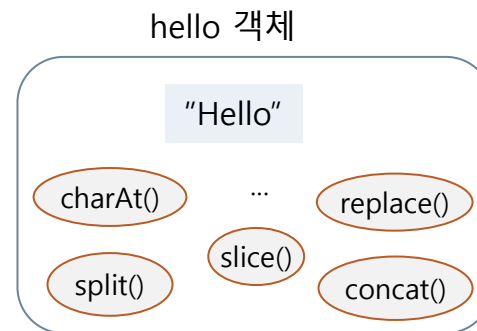 hello 객체
"Hello"
charAt()
...
replace()
slice()
split()
concat()